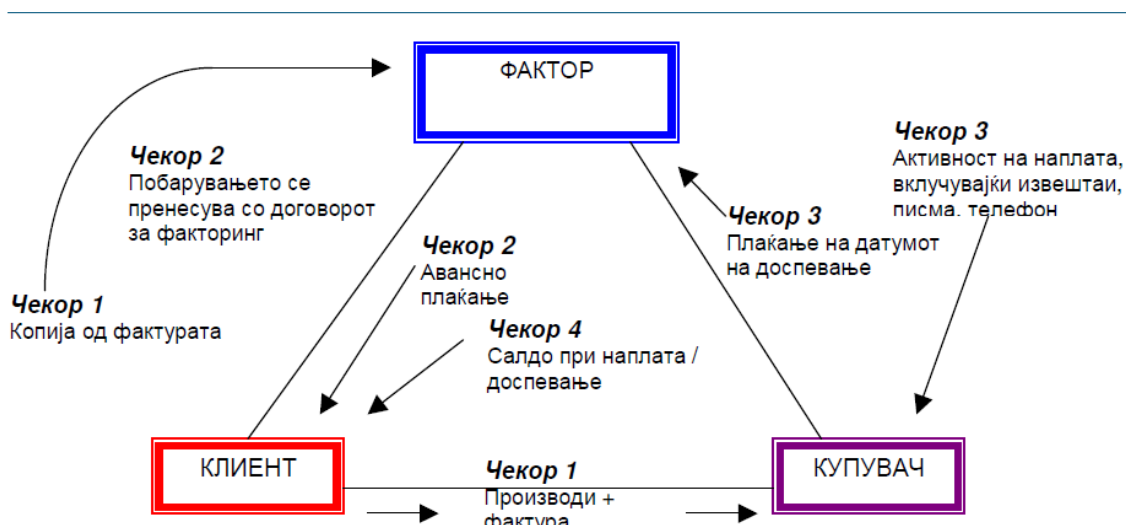 ФАКТОР
Чекор 3
Активност на наплата,
вклучувајќи извештаи,
писма, телефон
Чекор 2
Побарувањето се
пренесува со договорот
за факторинг
Чекор 3
Плаќање на датумот
на доспевање
Чекор 2
Авансно
плаќање
Чекор 1
Копија од фактурата
Чекор 4
Салдо при наплата /
доспевање
КЛИЕНТ
КУПУВАЧ
Чекор 1
Производи +
фактура